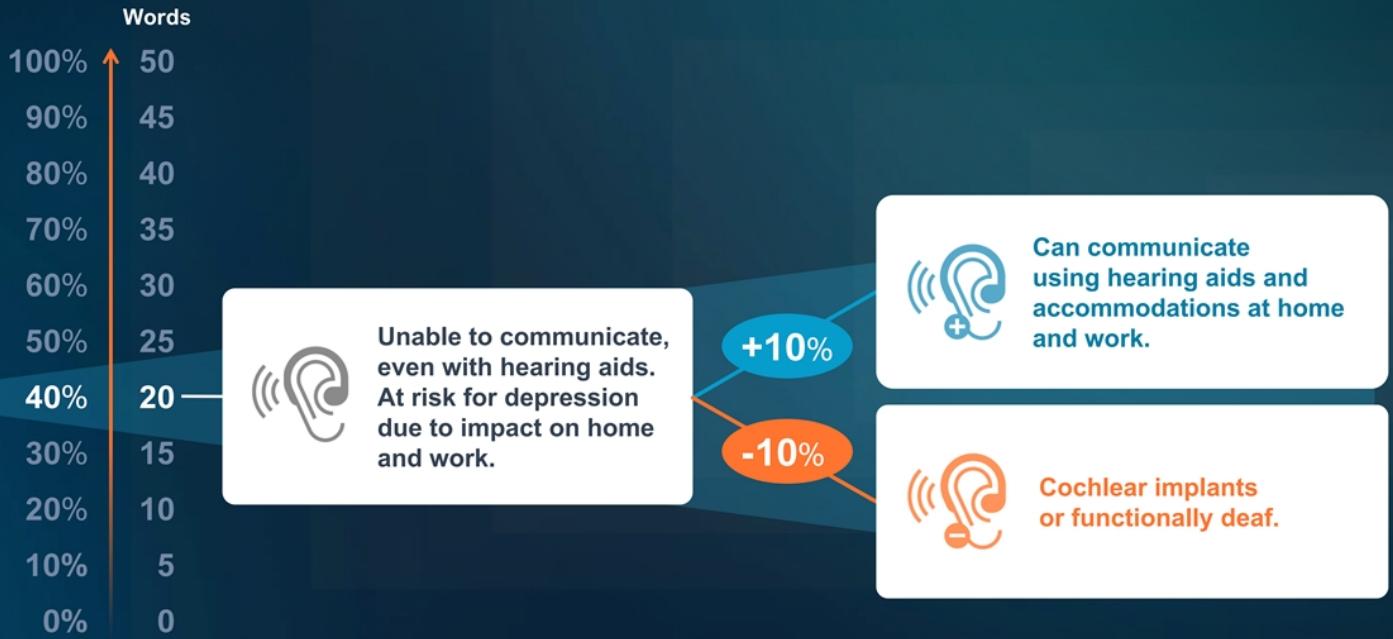 Words
100% 50
90% 45
80% 40
70% 35
60% 30
50% 25
40% 20
30% 15
20% 10
10% 5
0% 0
Unable to communicate,
even with hearing aids.
At risk for depression
due to impact on home
and work.
+10%
-10%
Can communicate
using hearing aids and
accommodations at home
and work.
Cochlear implants
or functionally deaf.